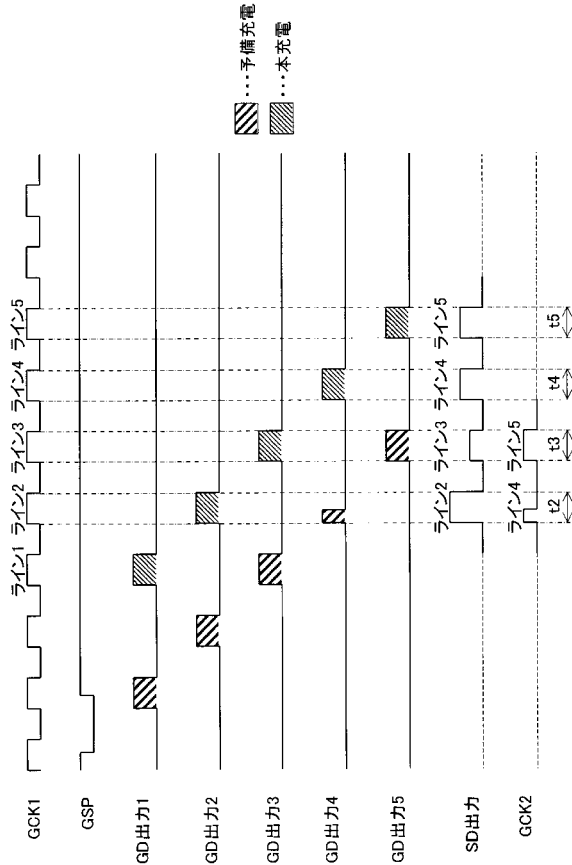 GCK1
ライン1
ライン2
ライン3
ライン4
ライン5
GSP
GD出力1
GD出力2
GD出力3
GD出力4
GD出力5
SD出力
ライン2
ライン3
ライン4
ライン5
GCK2
ライン4
ライン5
t2
t3
t4
t5
・・・予備充電
・・・本充電